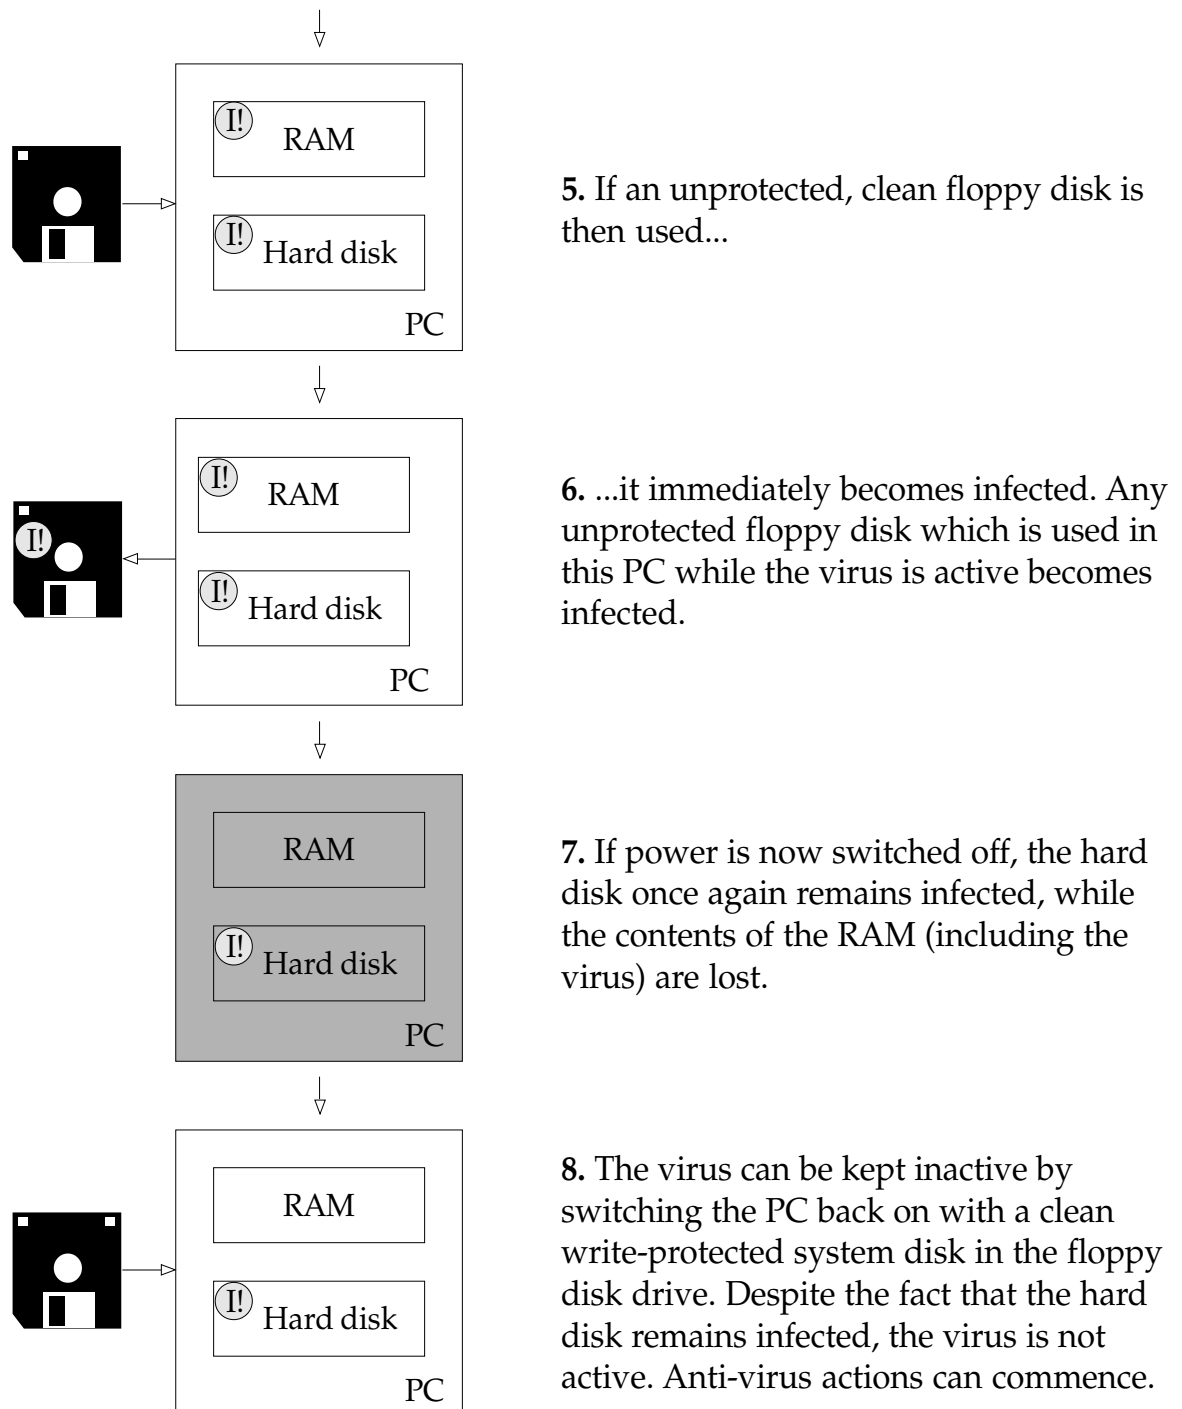 I!
RAM
I!
Hard disk
PC
5. If an unprotected, clean floppy disk is
then used...
I!
RAM
I!
I!
Hard disk
PC
6. ...it immediately becomes infected. Any
unprotected floppy disk which is used in
this PC while the virus is active becomes
infected.
RAM
I!
Hard disk
PC
7. If power is now switched off, the hard
disk once again remains infected, while
the contents of the RAM (including the
virus) are lost.
RAM
I!
Hard disk
PC
8. The virus can be kept inactive by
switching the PC back on with a clean
write-protected system disk in the floppy
disk drive. Despite the fact that the hard
disk remains infected, the virus is not
active. Anti-virus actions can commence.